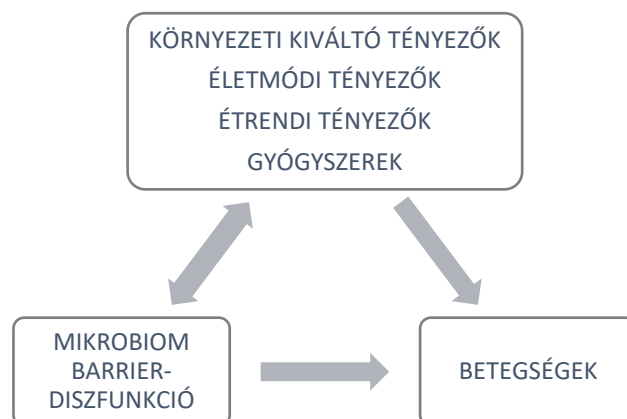 KÖRNYEZETI KIVÁLTÓ TÉNYEZŐK
ÉLETMÓDI TÉNYEZŐK
ÉTRENDI TÉNYEZŐK
GYÓGYSZEREK
MIKROBIOM
BARRIER-
DISZFUNKCIÓ
BETEGSÉGEK